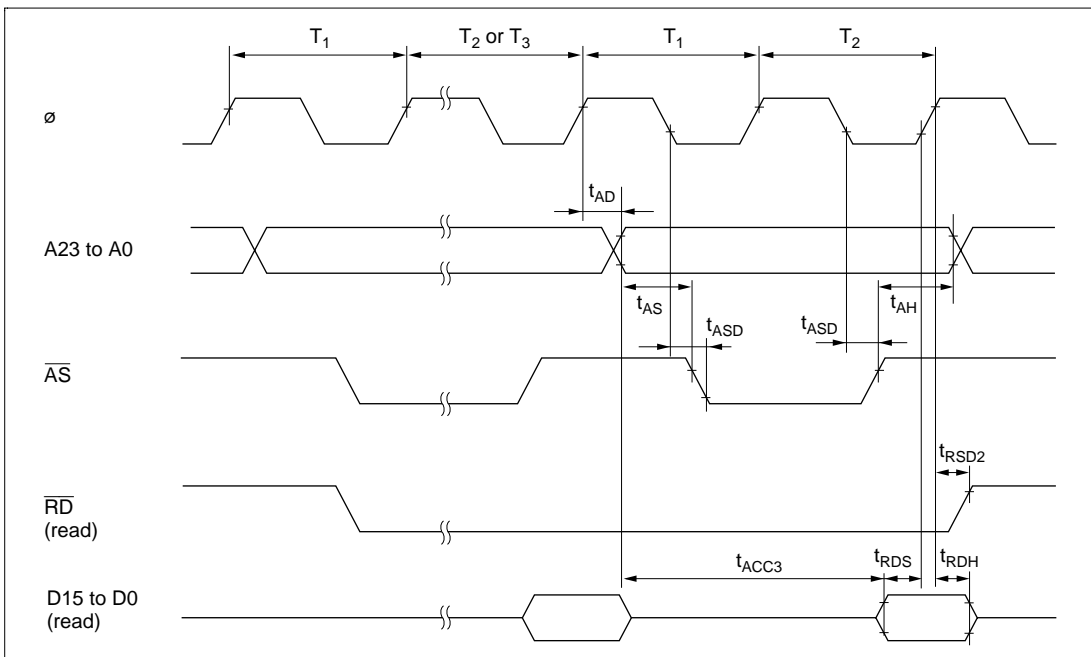 T1 T2 or T3 T1 T2
ø
tAD
A23 to A0
tAS tAH
tASD tASD
AS
tRSD2
RD
(read)
tACC3 tRDS tRDH
D15 to D0
(read)